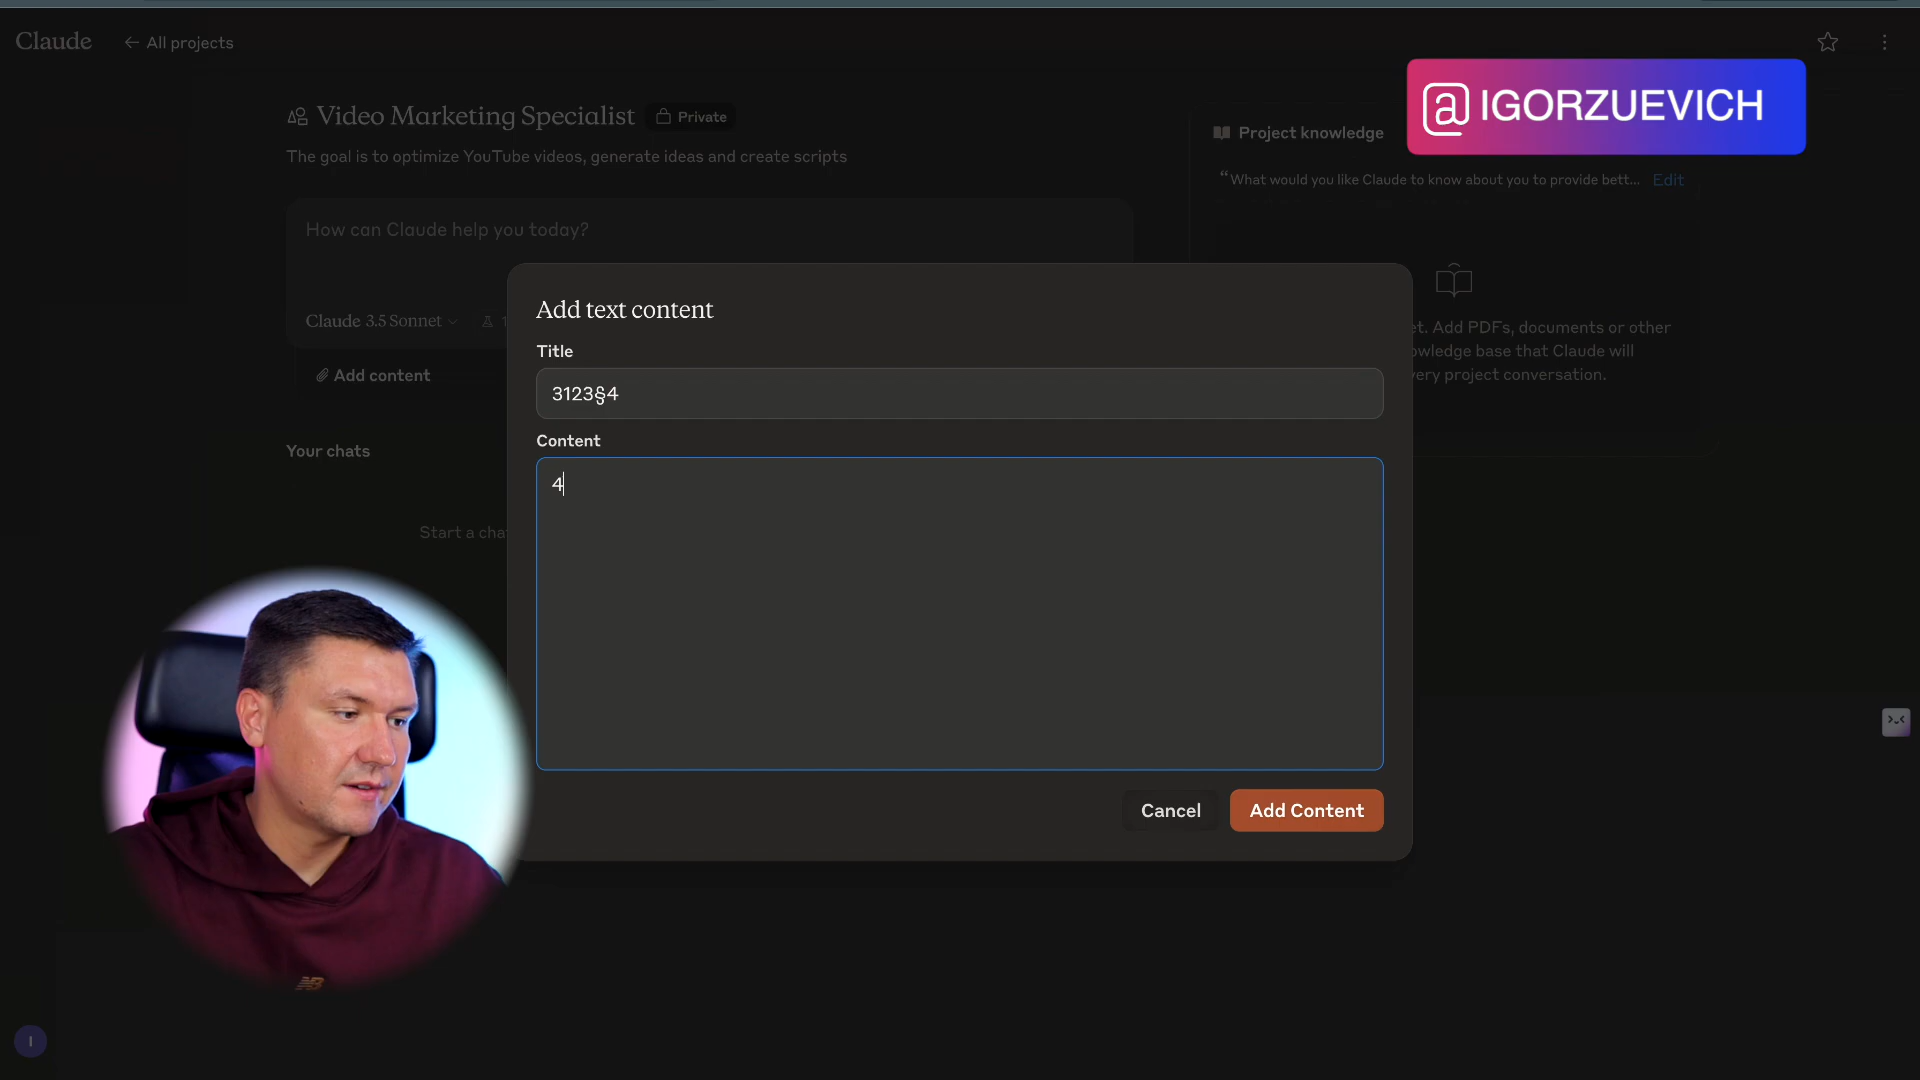 Claude
← All projects
@IGORZUEVICH
Video Marketing Specialist
Private
The goal is to optimize YouTube videos, generate ideas and create scripts
Project knowledge
“What would you like Claude to know about you to provide bett...
Edit
How can Claude help you today?
Claude 3.5 Sonnet
Add content
Add text content
Title
3123§4
Content
4
Cancel
Add Content
et. Add PDFs, documents or other
owledge base that Claude will
very project conversation.
Your chats
Start a cha
NB
I